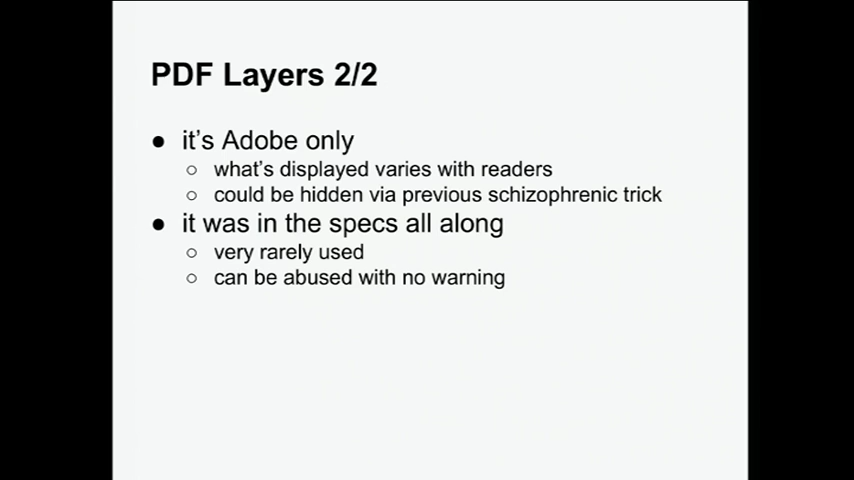 PDF Layers 2/2
● it's Adobe only
○ what's displayed varies with readers
○ could be hidden via previous schizophrenic trick
● it was in the specs all along
○ very rarely used
○ can be abused with no warning